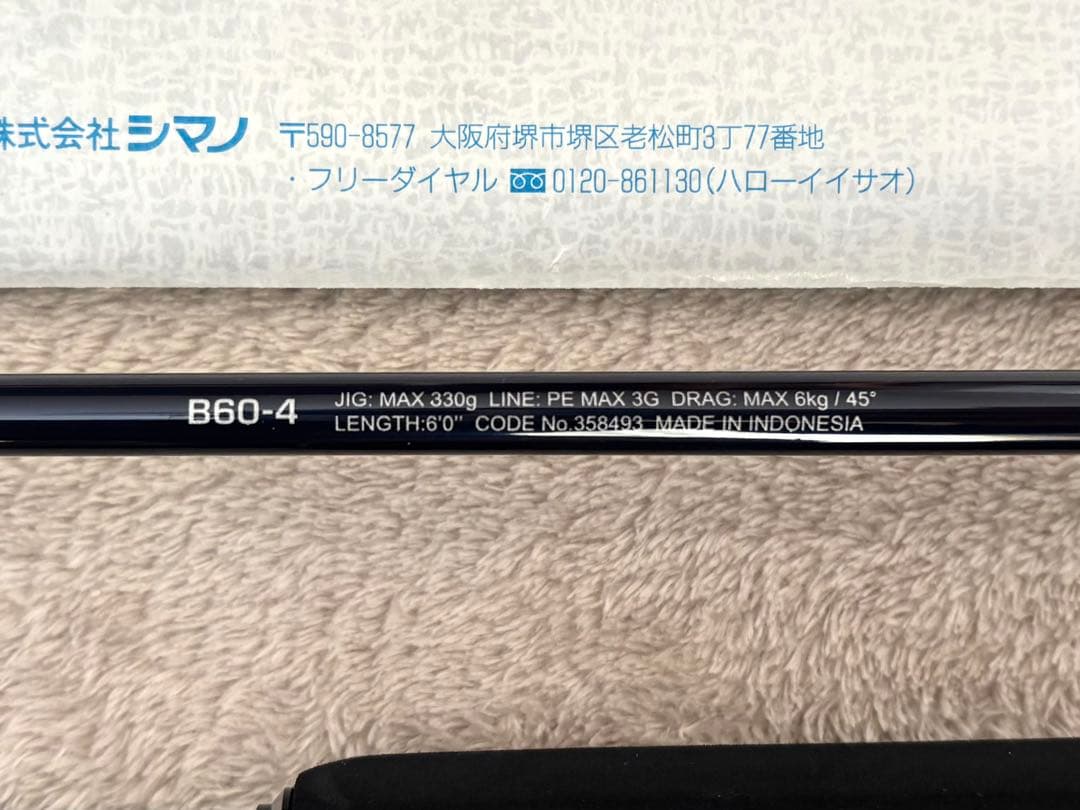 株式会社シマノ 〒590-8577 大阪府堺市堺区老松町3丁77番地
・フリーダイヤル 0120-861130(ハローイイサオ)
B60-4
JIG: MAX 330g LINE: PE MAX 3G DRAG: MAX 6kg / 45°
LENGTH:6'0" CODE No.358493 MADE IN INDONESIA